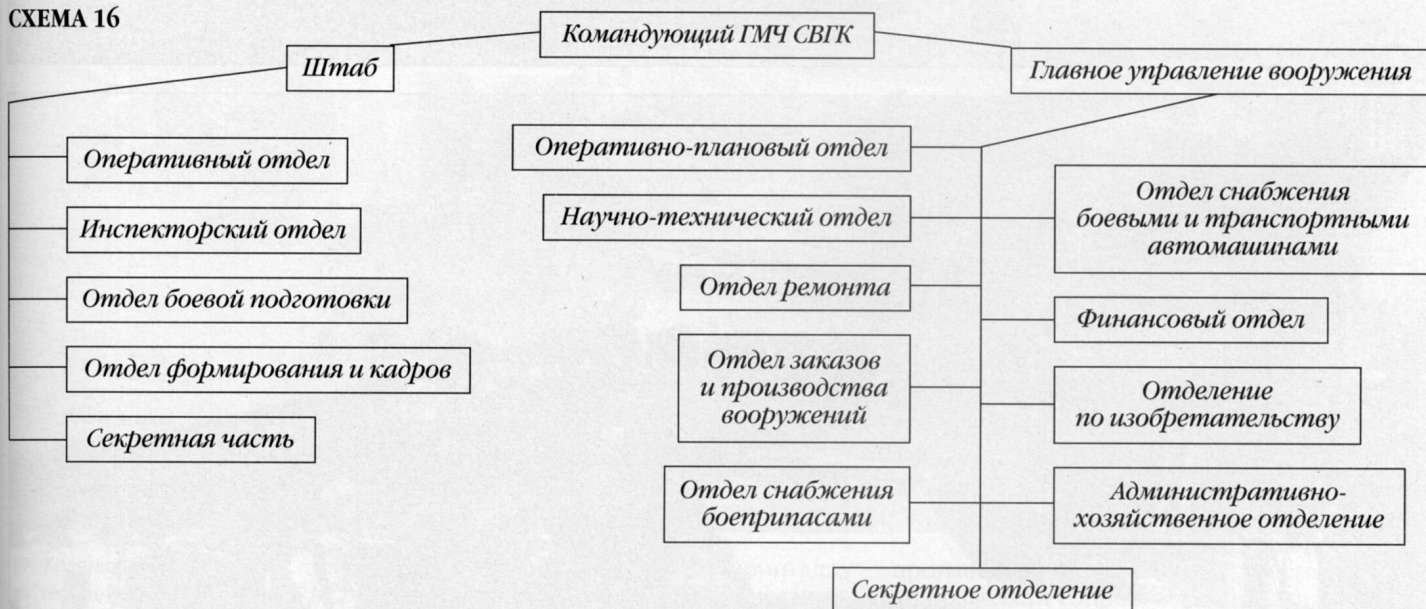 СХЕМА 16
Командующий ГМЧ СВГК
Штаб
Главное управление вооружения
Оперативный отдел
Инспекторский отдел
Отдел боевой подготовки
Отдел формирования и кадров
Секретная часть
Оперативно-плановый отдел
Научно-технический отдел
Отдел ремонта
Отдел заказов
и производства
вооружений
Отдел снабжения
боеприпасами
Отдел снабжения
боевыми и транспортными
автомашинами
Финансовый отдел
Отделение
по изобретательству
Административно-
хозяйственное отделение
Секретное отделение